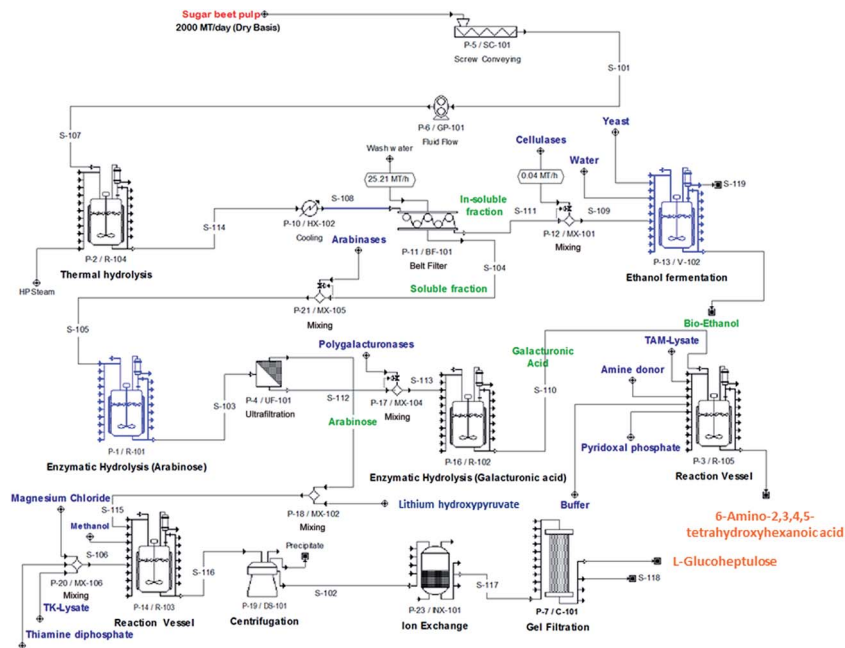 Sugar beet pulp
2000 MT/day (Dry Basis)
P-5 / SC-101
Screw Conveying
S-101
P-6 / GP-101
Fluid Flow
S-107
Wash water
25.21 MT/h
Cellulases
0.04 MT/h
Water
Yeast
S-119
P-2 / R-104
Thermal hydrolysis
HP Steam
S-114
S-108
P-10 / HX-102
Cooling
P-11 / BF-101
Belt Filter
In-soluble
fraction
S-111
S-109
P-12 / MX-101
Mixing
P-13 / V-102
Ethanol fermentation
Arabinases
S-104
Soluble fraction
P-21 / MX-105
Mixing
S-105
Bio-Ethanol
Polygalacturonases
Galacturonic
Acid
TAM-Lysate
Amine donor
S-103
P-4 / UF-101
Ultrafiltration
S-112
S-113
P-17 / MX-104
Mixing
S-110
Arabinose
P-1 / R-101
Enzymatic Hydrolysis (Arabinose)
P-16 / R-102
Enzymatic Hydrolysis (Galacturonic acid)
Pyridoxal phosphate
P-3 / R-105
Reaction Vessel
Buffer
Magnesium Chloride
S-115
Methanol
P-18 / MX-102
Mixing
Lithium hydroxypyruvate
6-Amino-2,3,4,5-
tetrahydroxyhexanoic acid
S-106
P-20 / MX-106
Mixing
TK-Lysate
Thiamine diphosphate
P-14 / R-103
Reaction Vessel
S-116
Precipitate
P-19 / DS-101
Centrifugation
S-102
P-23 / INX-101
Ion Exchange
S-117
P-7 / C-101
Gel Filtration
L-Glucoheptulose
S-118